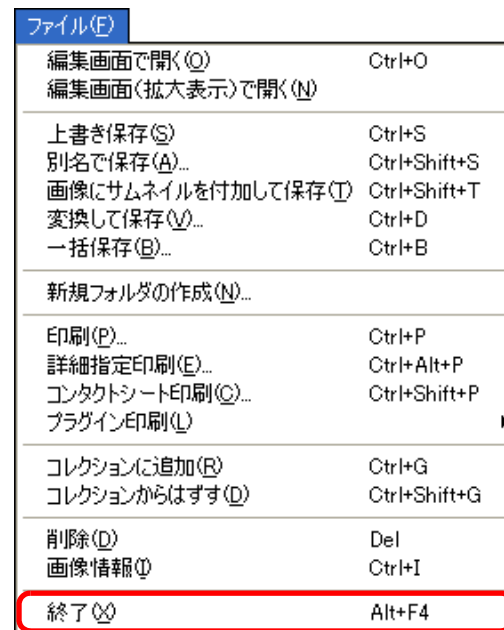 ファイル(F)
編集画面で開く(O) Ctrl+O
編集画面(拡大表示)で開く(N)
上書き保存(S) Ctrl+S
別名で保存(A)... Ctrl+Shift+S
画像にサムネイルを付加して保存(T) Ctrl+Shift+T
変換して保存(V)... Ctrl+D
一括保存(B)... Ctrl+B
新規フォルダの作成(N)...
印刷(P)... Ctrl+P
詳細指定印刷(E)... Ctrl+Alt+P
コンタクトシート印刷(C)... Ctrl+Shift+P
プラグイン印刷(L)
コレクションに追加(R) Ctrl+G
コレクションからはずす(D) Ctrl+Shift+G
削除(D) Del
画像情報(I) Ctrl+I
終了(X) Alt+F4